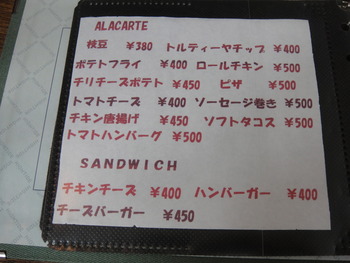 ALACARTE
枝豆 ¥380 トルティーヤチップ ¥400
ポテトフライ ¥400 ロールチキン ¥500
チリチーズポテト ¥450 ピザ ¥500
トマトチーズ ¥400 ソーセージ巻き ¥500
チキン唐揚げ ¥450 ソフトタコス ¥500
トマトハンバーグ ¥500
SANDWICH
チキンチーズ ¥400 ハンバーガー ¥400
チーズバーガー ¥450